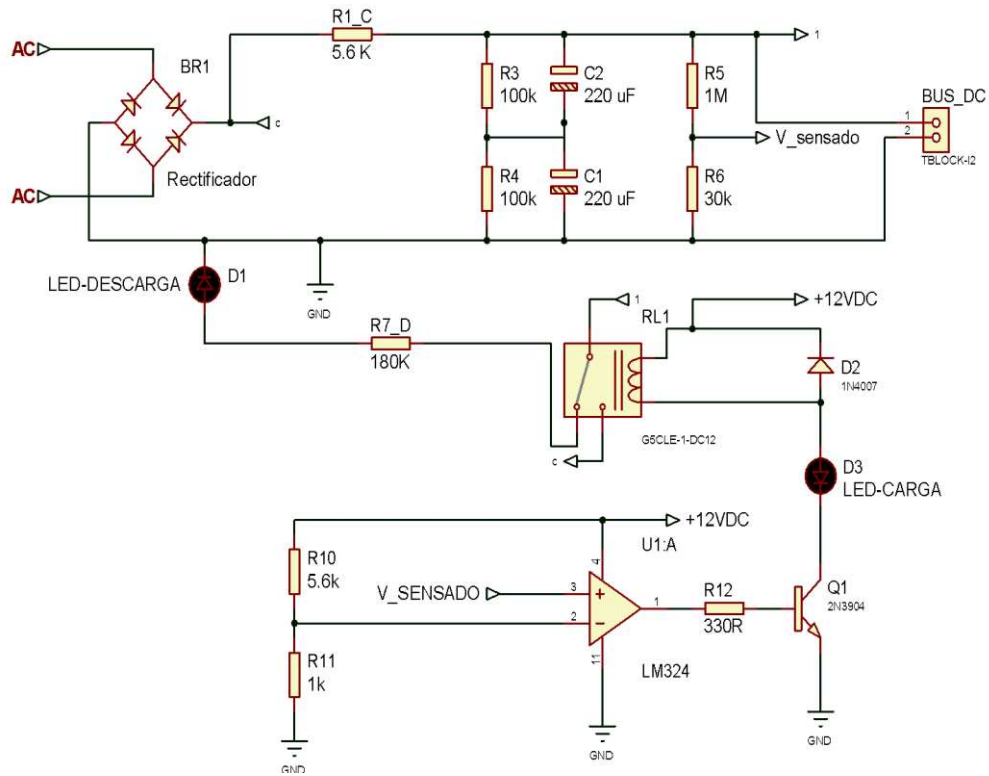 R1_C
5.6 K
1
AC
BR1
c
Rectificador
AC
R3
100k
C2
220 uF
R5
1M
BUS_DC
1
2
TBLOCK-I2
V_sensado
R4
100k
C1
220 uF
R6
30k
LED-DESCARGA
D1
GND
R7_D
180K
1
RL1
+12VDC
D2
1N4007
G5CLE-1-DC12
c
D3
LED-CARGA
+12VDC
U1:A
R10
5.6k
V_SENSADO
4
3
2
1
11
+
−
R12
330R
Q1
2N3904
R11
1k
LM324
GND
GND
GND